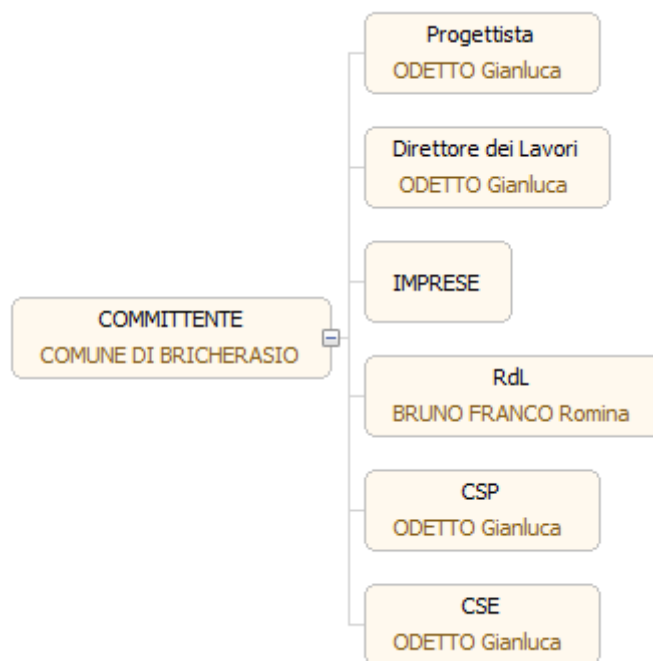 Progettista
ODETTO Gianluca
Direttore dei Lavori
ODETTO Gianluca
IMPRESE
COMMITTENTE
COMUNE DI BRICHERASIO
RdL
BRUNO FRANCO Romina
CSP
ODETTO Gianluca
CSE
ODETTO Gianluca